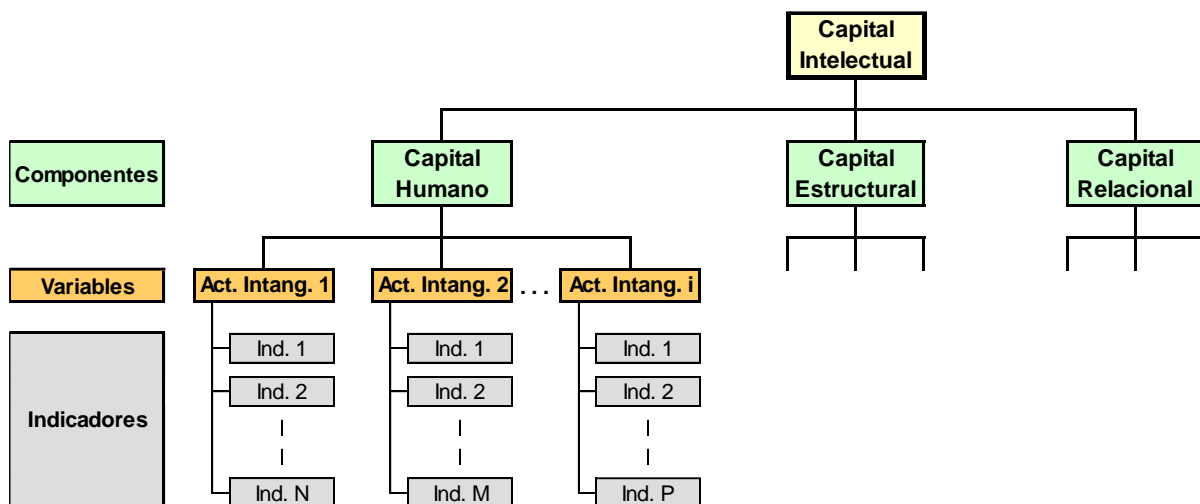 Capital
Intelectual
Componentes
Capital
Humano
Capital
Estructural
Capital
Relacional
Variables
Act. Intang. 1
Act. Intang. 2
. . .
Act. Intang. i
Indicadores
Ind. 1
Ind. 1
Ind. 1
Ind. 2
Ind. 2
Ind. 2
Ind. N
Ind. M
Ind. P